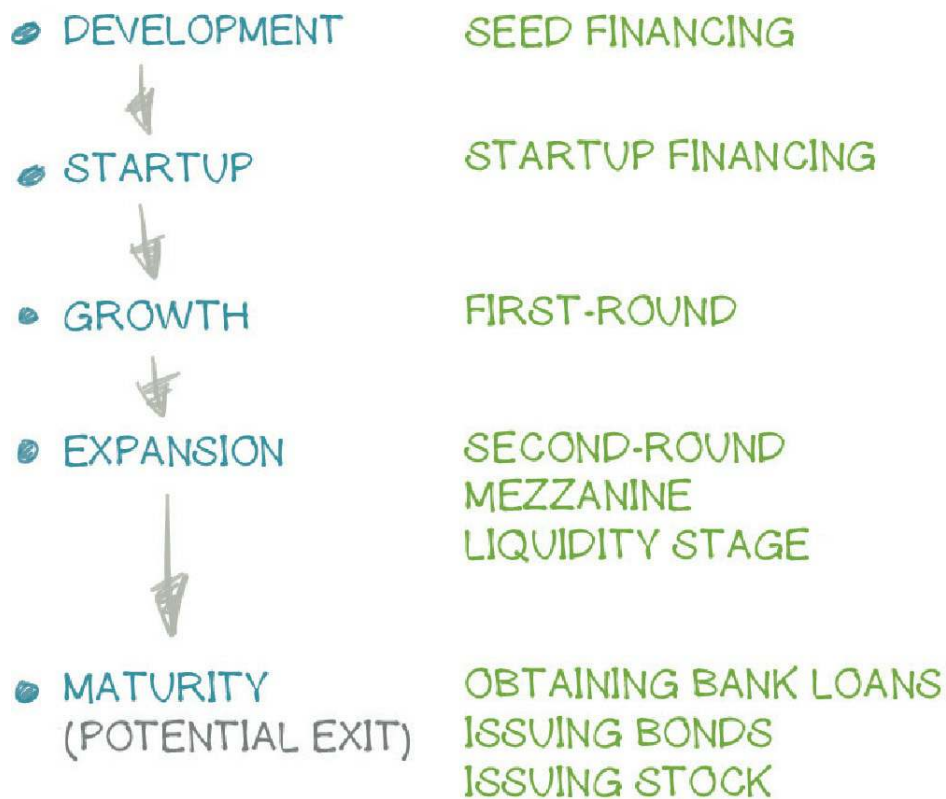 DEVELOPMENT SEED FINANCING
STARTUP STARTUP FINANCING
GROWTH FIRST-ROUND
EXPANSION SECOND-ROUND
MEZZANINE
LIQUIDITY STAGE
MATURITY OBTAINING BANK LOANS
(POTENTIAL EXIT) ISSUING BONDS
ISSUING STOCK